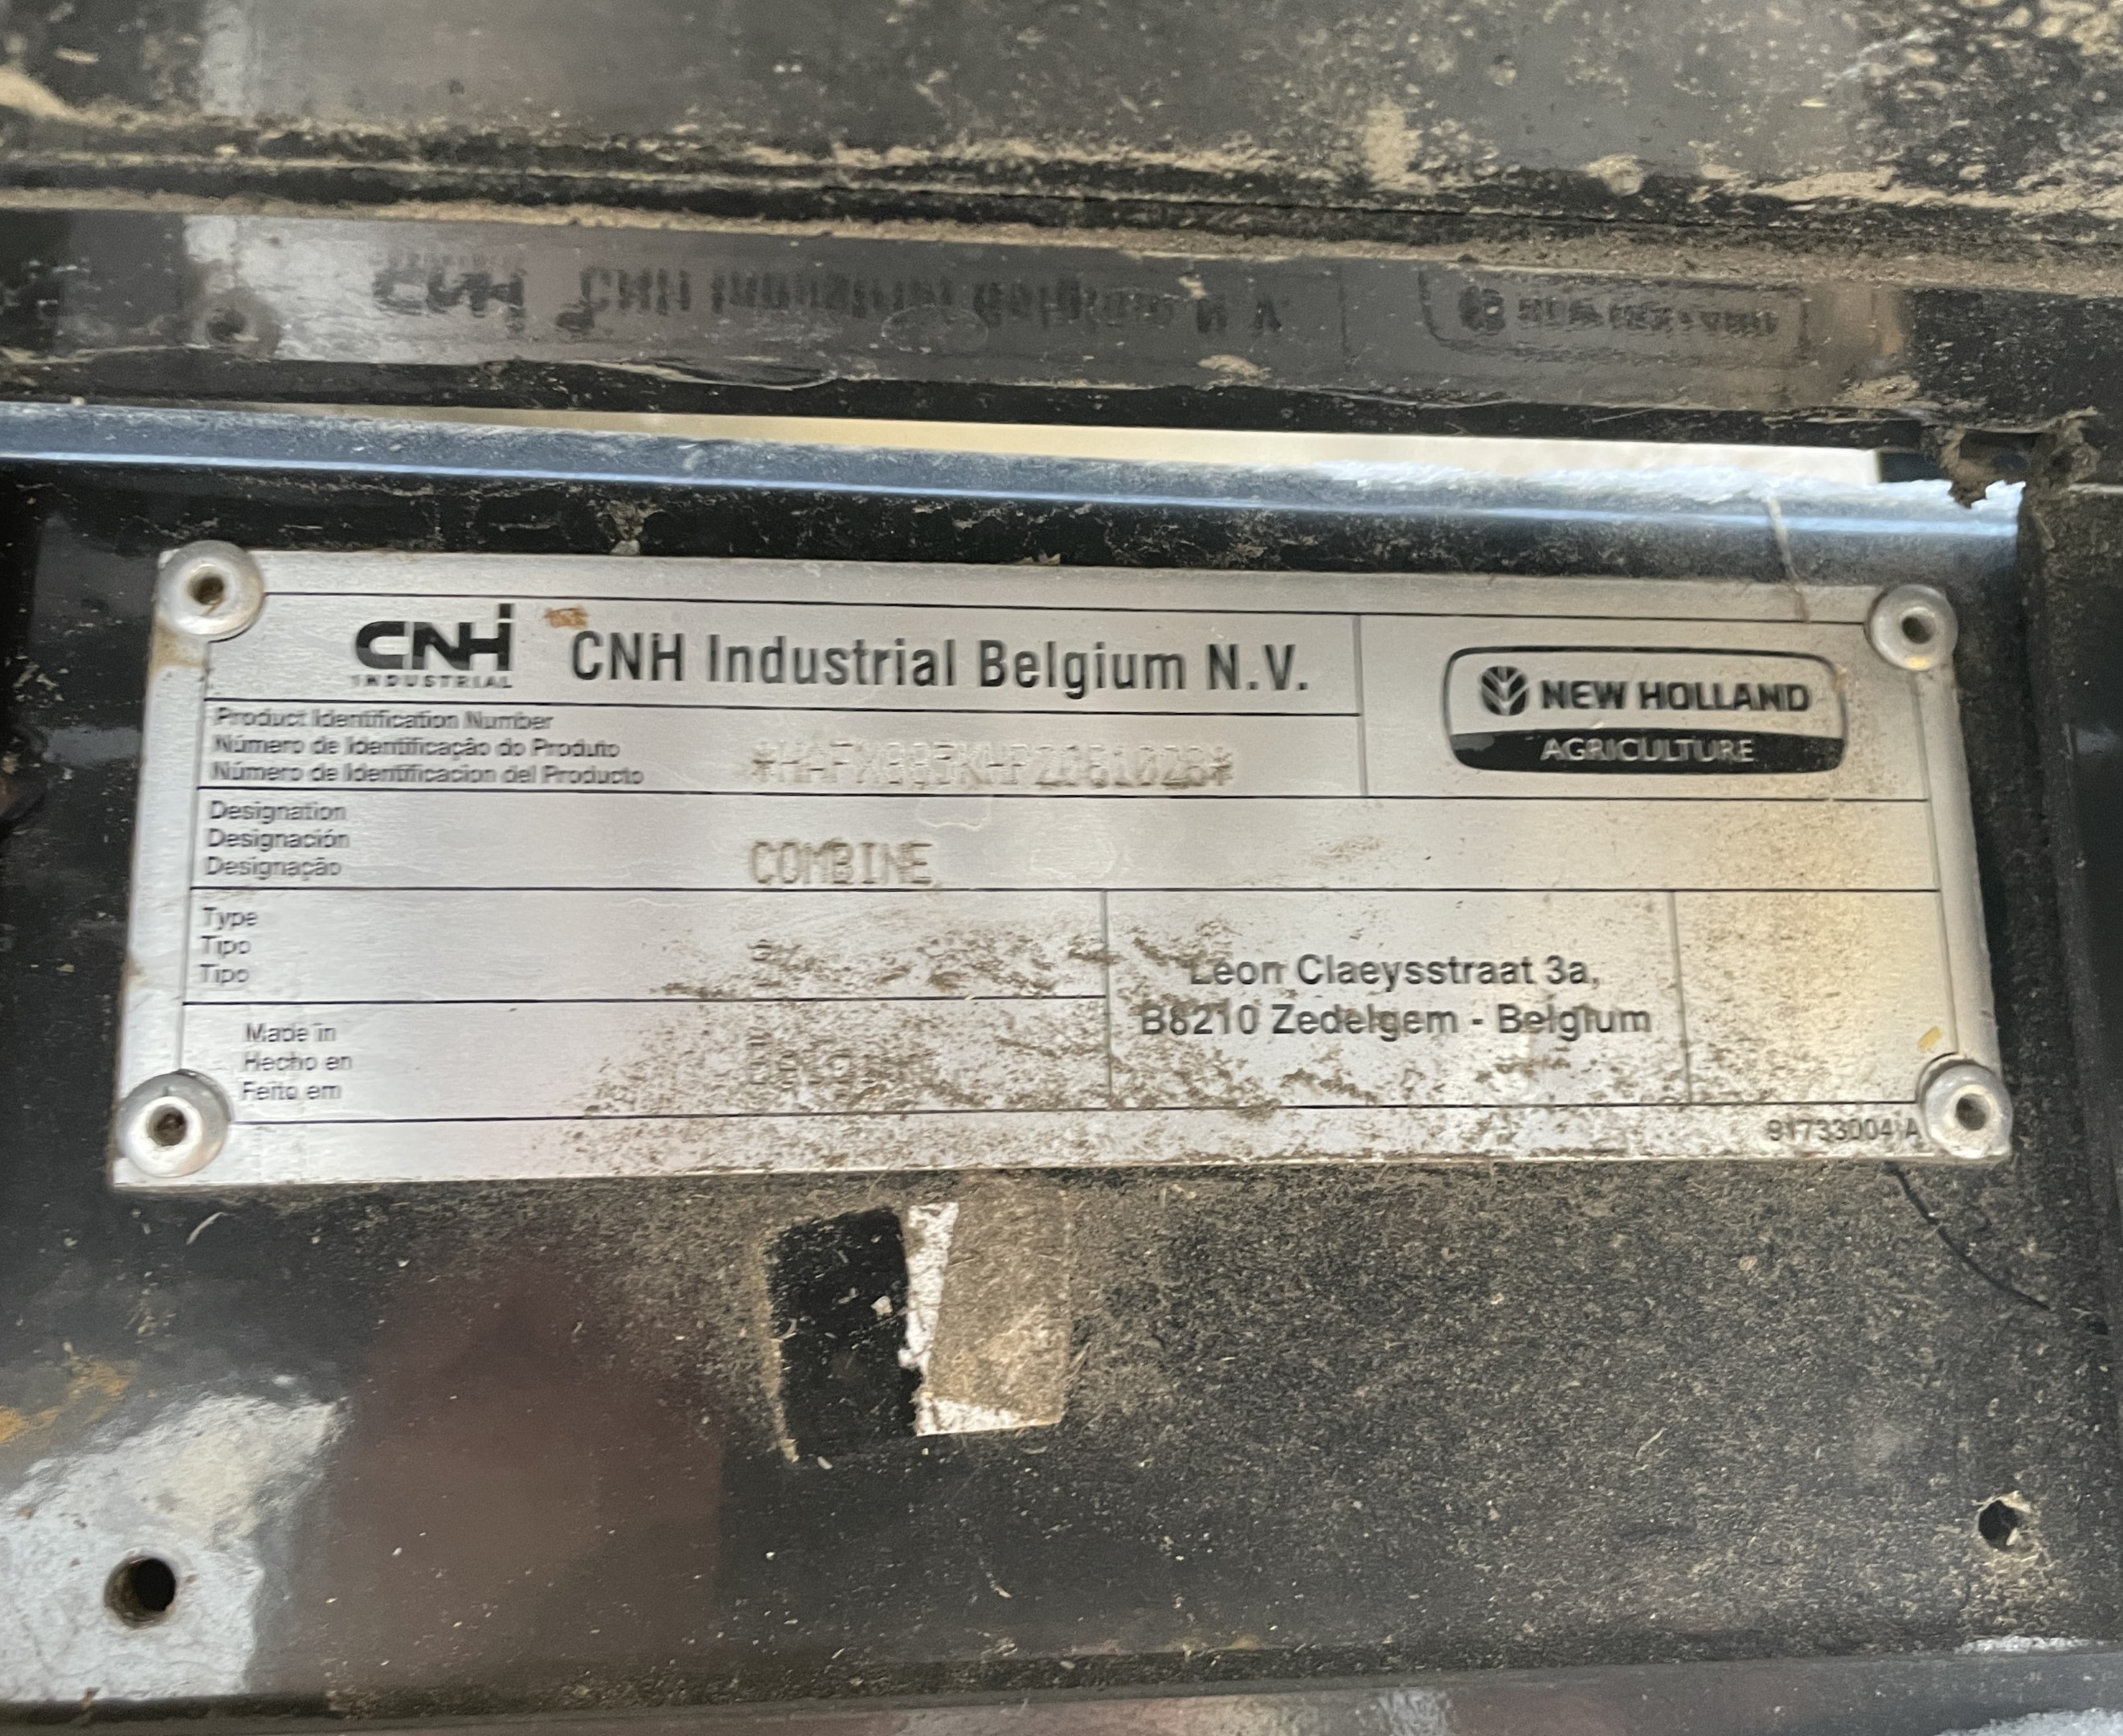 CNH
INDUSTRIAL
CNH Industrial Belgium N.V.
NEW HOLLAND
AGRICULTURE
Product Identification Number
Número de Identificação do Produto
Número de Identificacion del Producto
Designation
Designación
Designação
COMBINE
Type
Tipo
Tipo
Leon Claeysstraat 3a,
B8210 Zedelgem - Belgium
Made in
Hecho en
Feito em